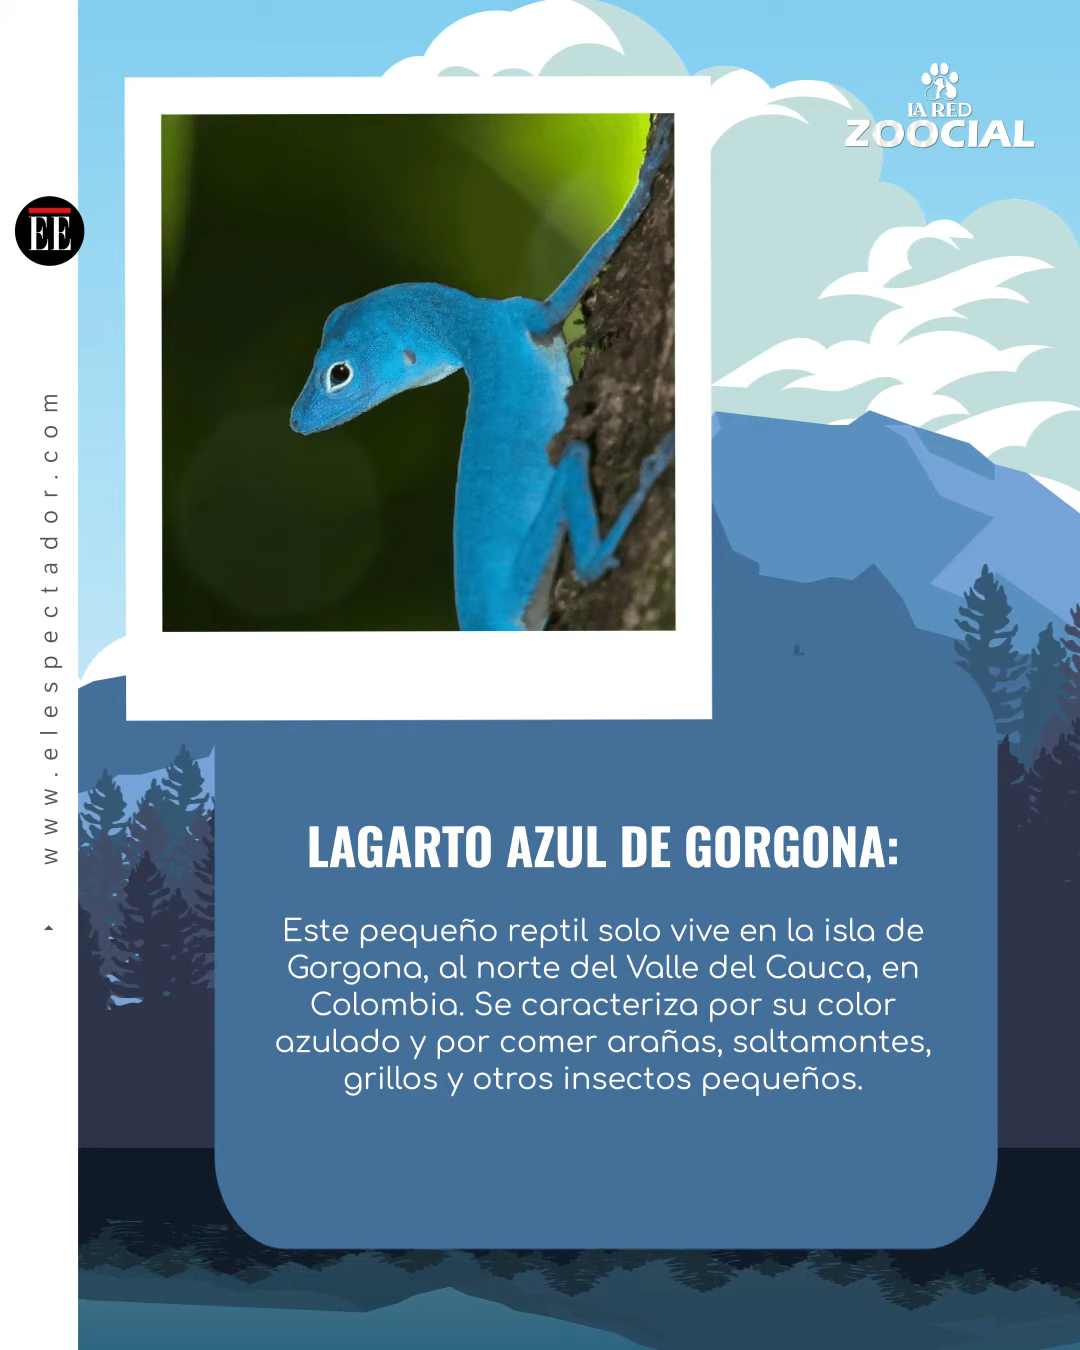 LA RED
ZOOCIAL
EE
www.elespectador.com
LAGARTO AZUL DE GORGONA:
Este pequeño reptil solo vive en la isla de
Gorgona, al norte del Valle del Cauca, en
Colombia. Se caracteriza por su color
azulado y por comer arañas, saltamontes,
grillos y otros insectos pequeños.